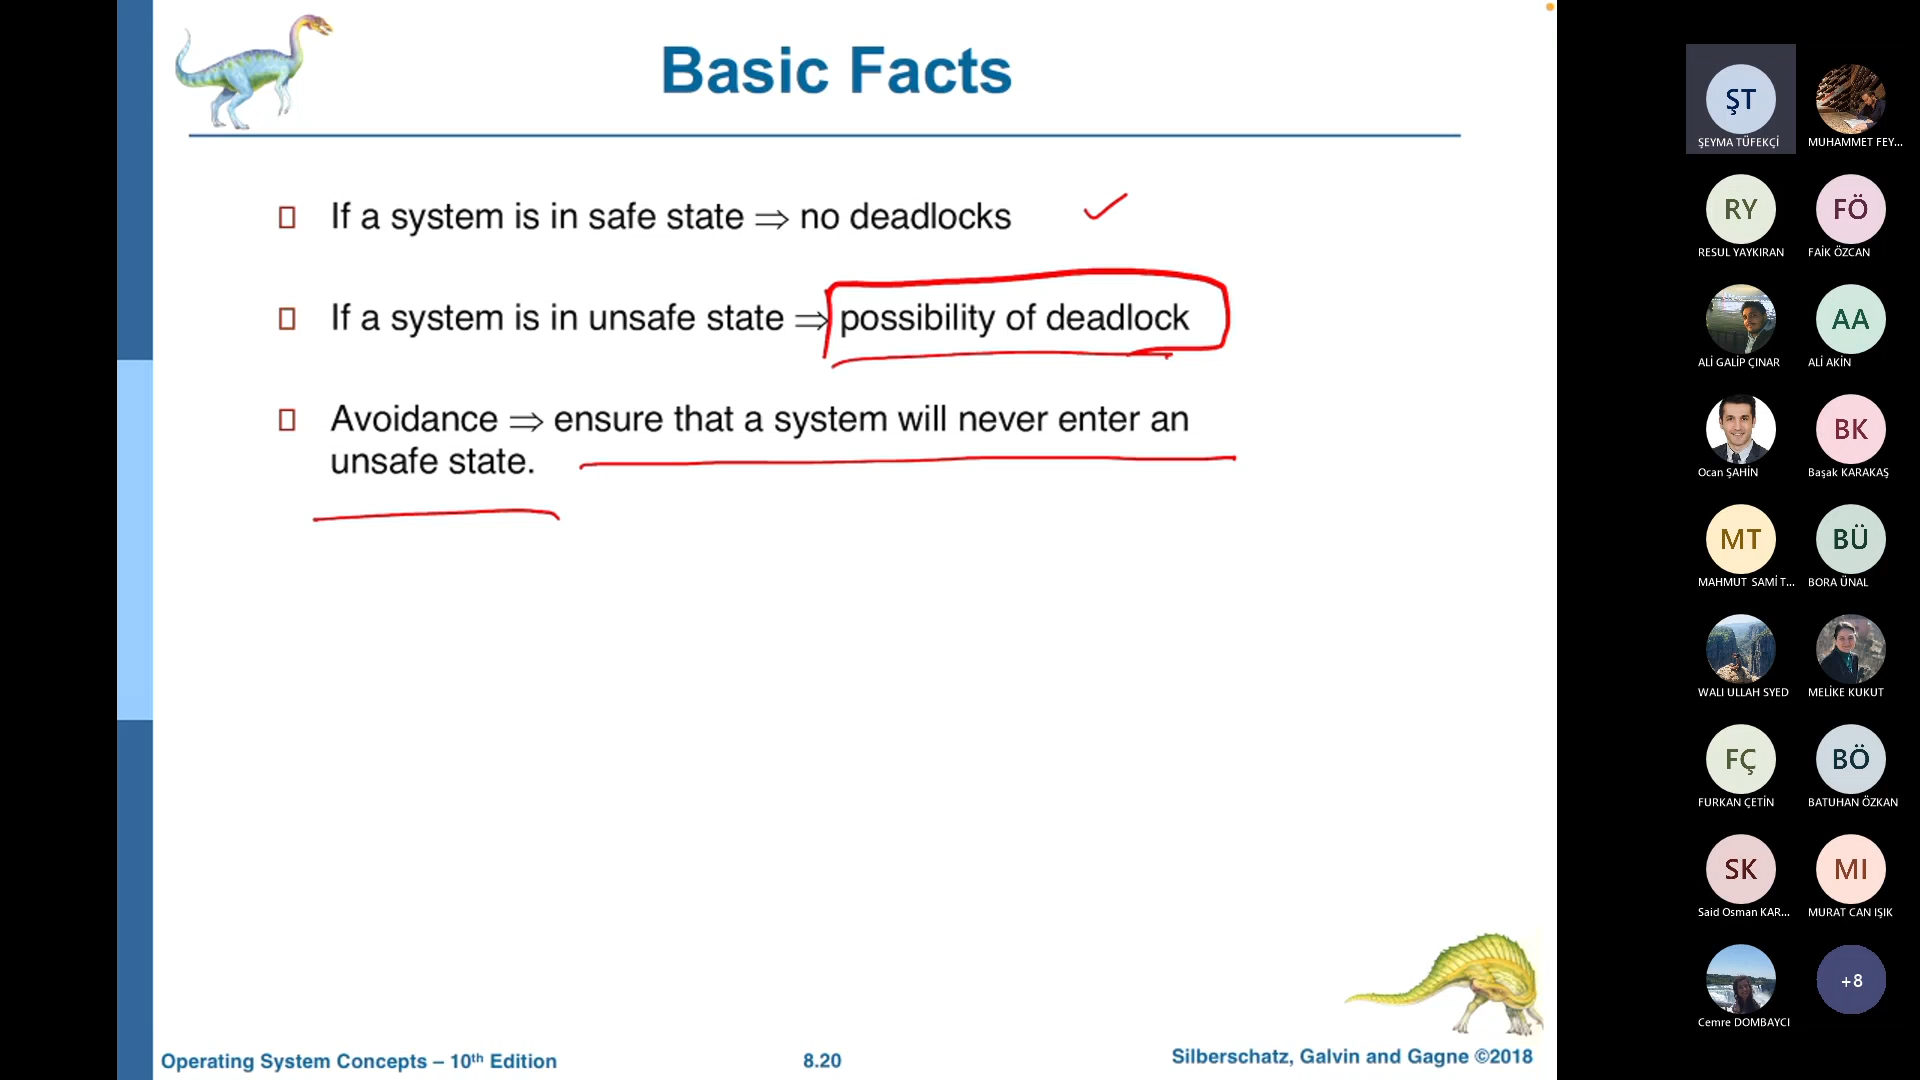 Basic Facts
If a system is in safe state ⇒ no deadlocks
If a system is in unsafe state ⇒ possibility of deadlock
Avoidance ⇒ ensure that a system will never enter an
unsafe state.
Operating System Concepts – 10th Edition
8.20
Silberschatz, Galvin and Gagne ©2018
ŞT
ŞEYMA TÜFEKÇİ
MUHAMMET FEY...
RY
RESUL YAYKIRAN
FÖ
FAİK ÖZCAN
ALİ GALİP ÇINAR
AA
ALİ AKİN
Ocan ŞAHİN
BK
Başak KARAKAŞ
MT
MAHMUT SAMİ T...
BÜ
BORA ÜNAL
WALI ULLAH SYED
MELİKE KUKUT
FÇ
FURKAN ÇETİN
BÖ
BATUHAN ÖZKAN
SK
Said Osman KAR...
MI
MURAT CAN IŞIK
Cemre DOMBAYCI
+8